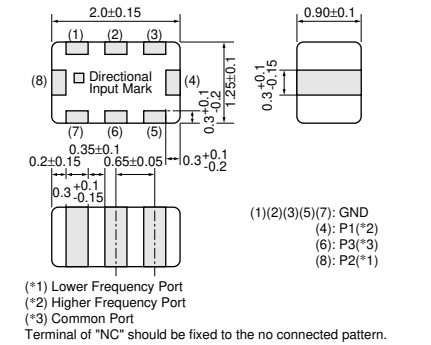 2.0±0.15
0.90±0.1
(1) (2) (3)
(8)
Directional
Input Mark
(4)
(7) (6) (5)
0.3 +0.1 -0.2
1.25±0.1
0.3 +0.1 -0.15
0.35±0.1
0.2±0.15
0.65±0.05
0.3 +0.1 -0.2
0.3 +0.1 -0.15
(1)(2)(3)(5)(7): GND
(4): P1(*2)
(6): P3(*3)
(8): P2(*1)
(*1) Lower Frequency Port
(*2) Higher Frequency Port
(*3) Common Port
Terminal of "NC" should be fixed to the no connected pattern.